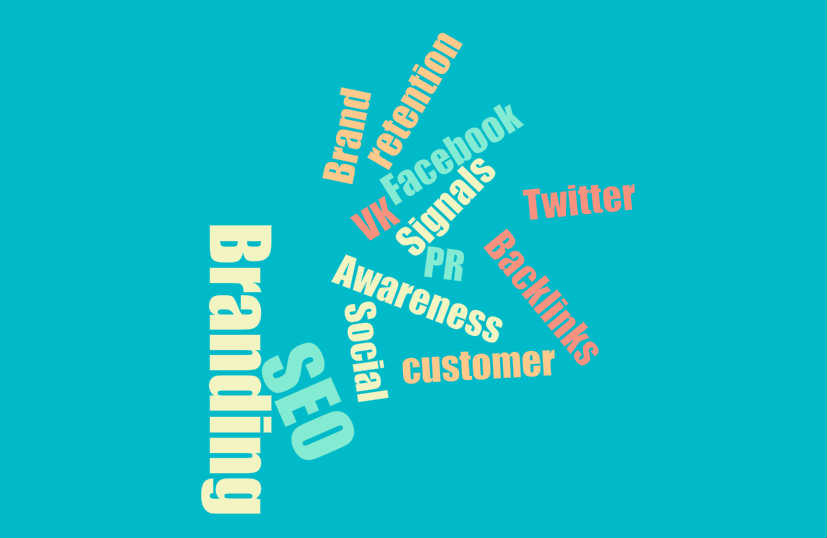 Brand
retention
Facebook
VK
Signals
Twitter
PR
Backlinks
Awareness
Social
customer
Branding
SEO